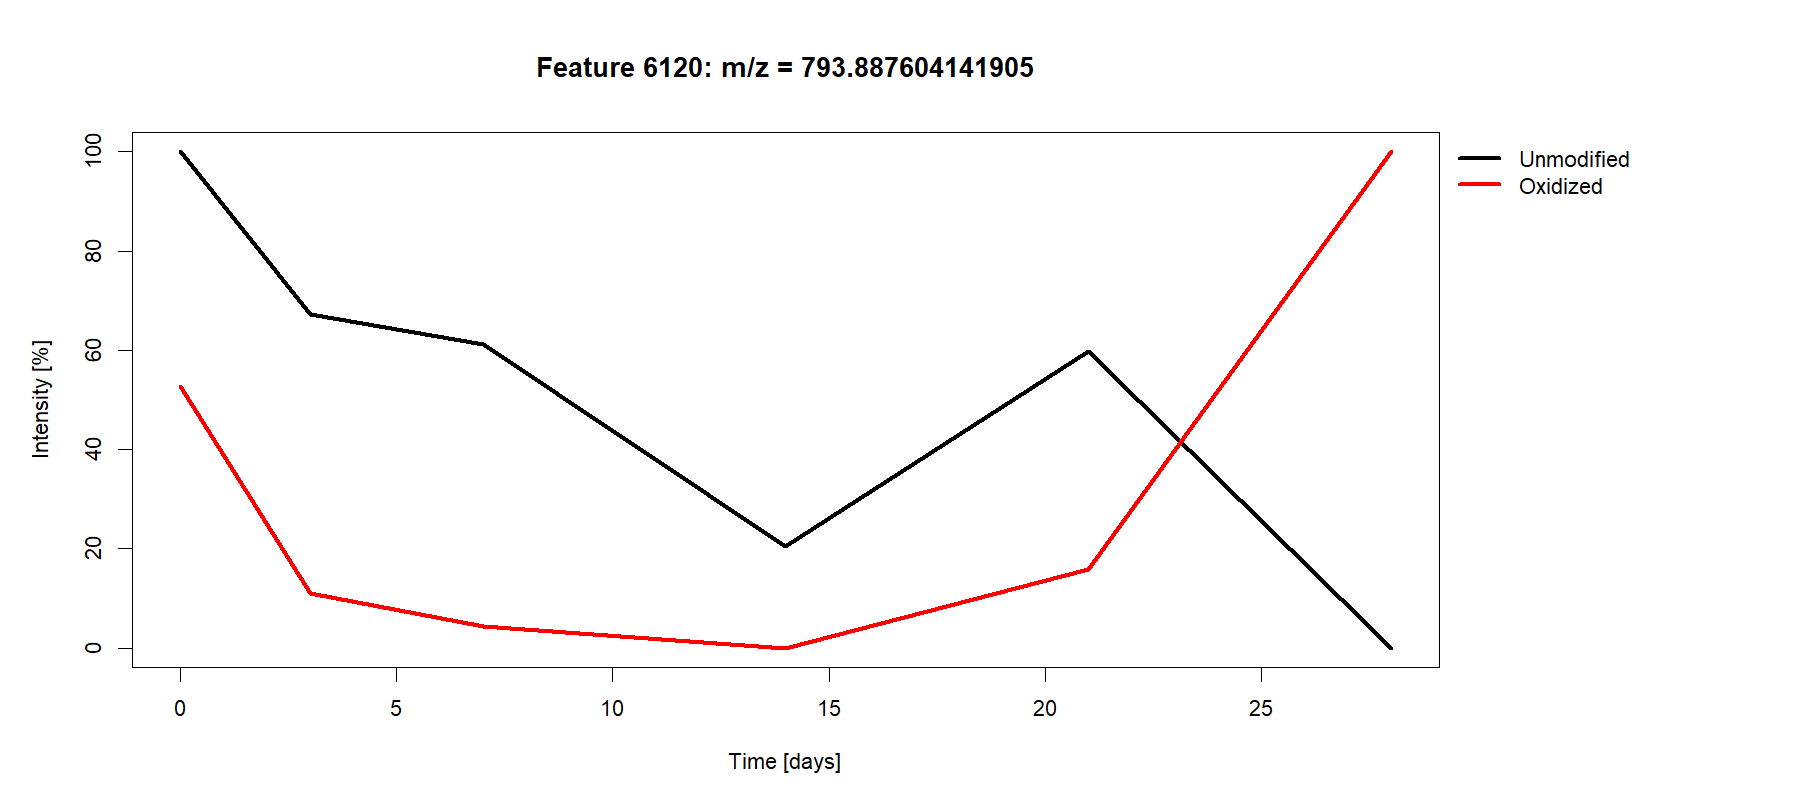 Feature 6120: m/z = 793.887604141905
Unmodified
Oxidized
Intensity [%]
100
80
60
40
20
0
0 5 10 15 20 25
Time [days]